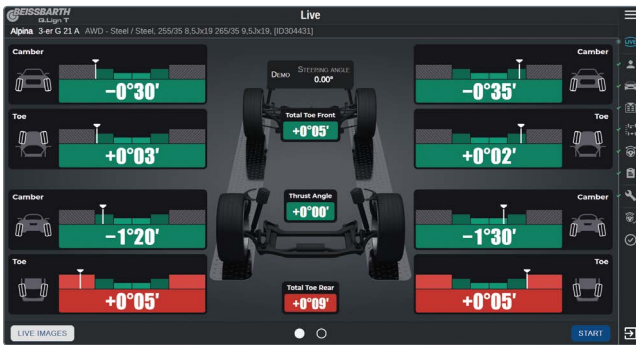 BEISSBARTH
Q.Lign T
Live
Alpina 3-er G 21 A AWD - Steel / Steel, 255/35 8,5Jx19 265/35 9,5Jx19, [ID304431]
LIVE
Camber
-0°30'
DEMO STEERING ANGLE
0.00°
Camber
-0°35'
Toe
+0°03'
Total Toe Front
+0°05'
Toe
+0°02'
Camber
-1°20'
Thrust Angle
+0°00'
Camber
-1°30'
Toe
+0°05'
Total Toe Rear
+0°09'
Toe
+0°05'
LIVE IMAGES
START